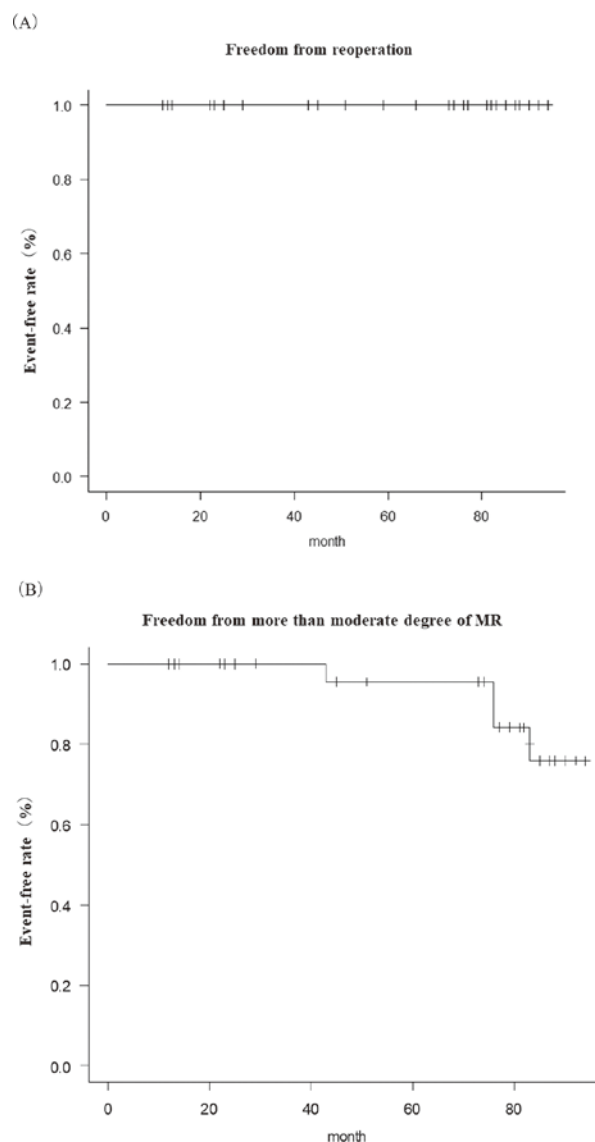 (A)
Freedom from reoperation
Event-free rate (%)
1.0
0.8
0.6
0.4
0.2
0.0
0 20 40 60 80
month
(B)
Freedom from more than moderate degree of MR
Event-free rate (%)
1.0
0.8
0.6
0.4
0.2
0.0
0 20 40 60 80
month